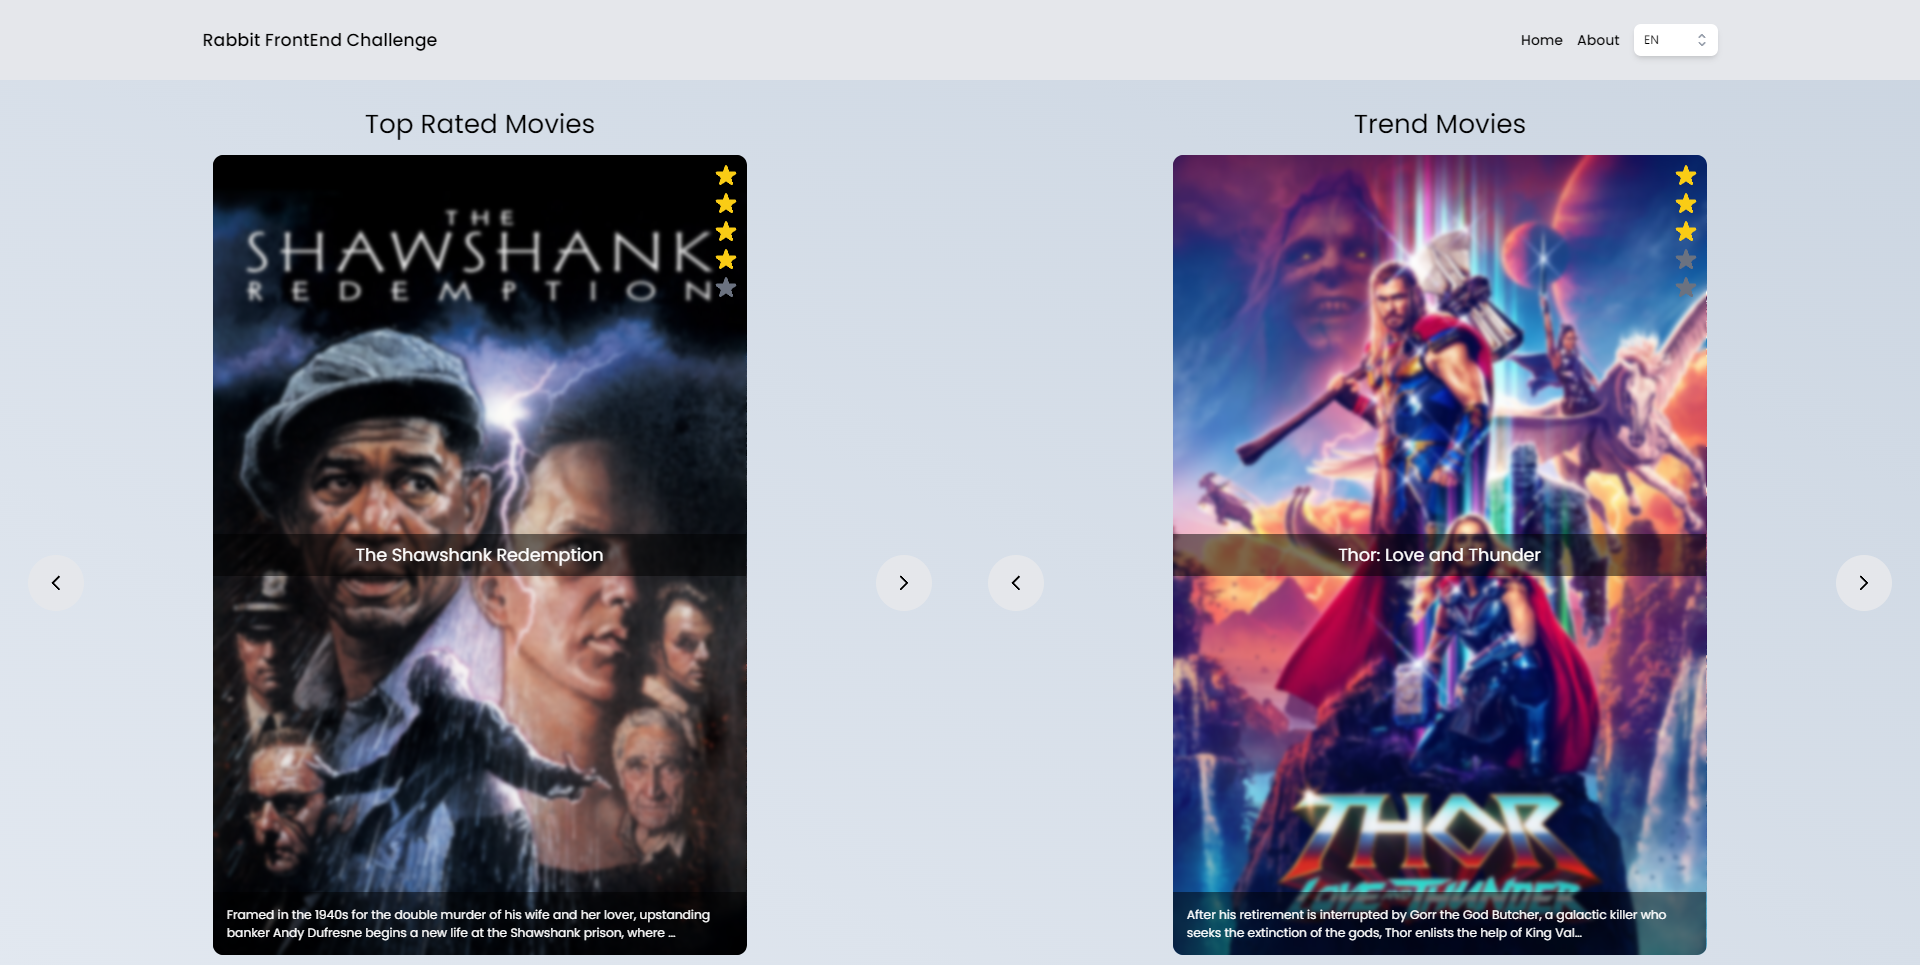 Rabbit FrontEnd Challenge
Home About EN
Top Rated Movies
THE
SHAWSHANK
REDEMPTION
The Shawshank Redemption
Framed in the 1940s for the double murder of his wife and her lover, upstanding
banker Andy Dufresne begins a new life at the Shawshank prison, where ...
Trend Movies
Thor: Love and Thunder
THOR
LOVE AND THUNDER
After his retirement is interrupted by Gorr the God Butcher, a galactic killer who
seeks the extinction of the gods, Thor enlists the help of King Val...